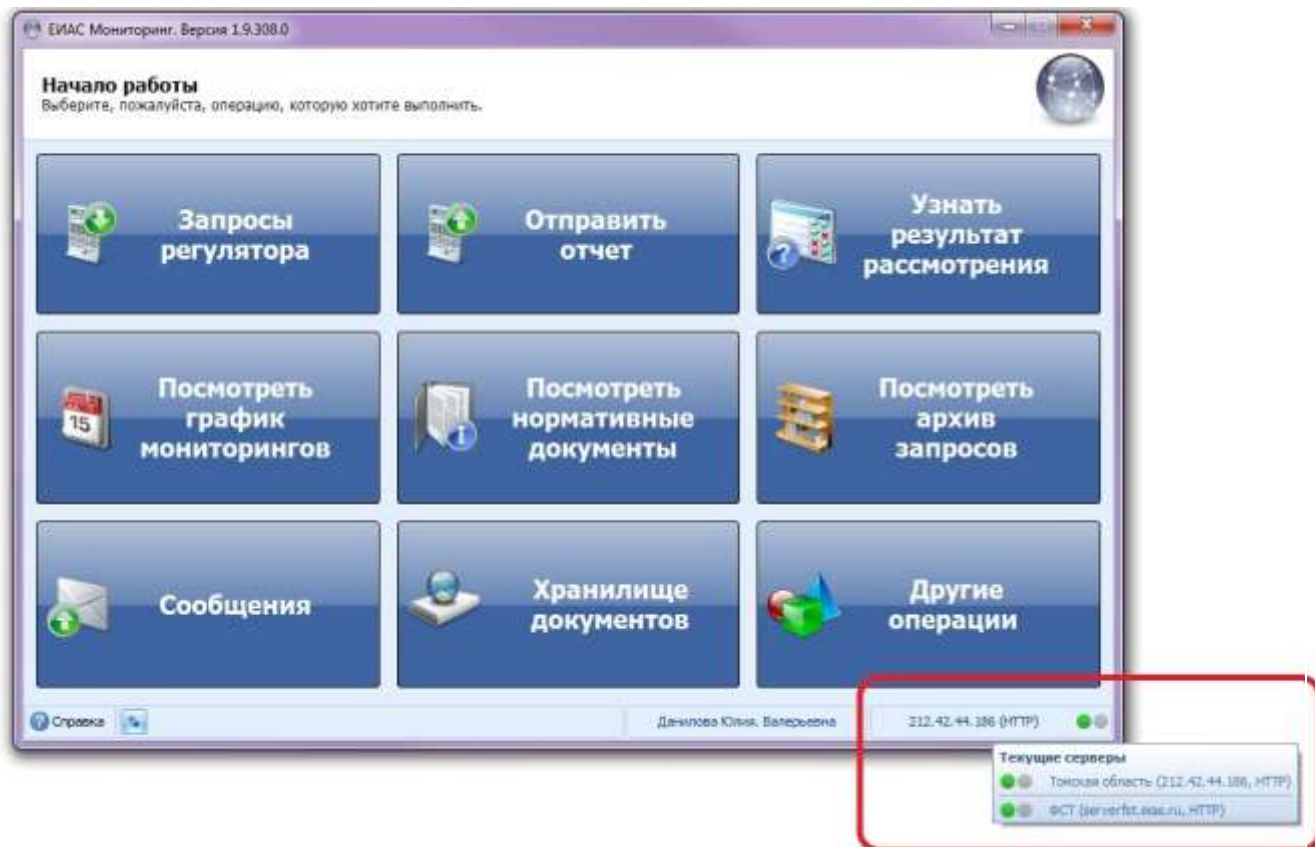 ЕИАС Мониторинг. Версия 1.9.308.0
Начало работы
Выберите, пожалуйста, операцию, которую хотите выполнить.
Запросы
регулятора
Отправить
отчет
Узнать
результат
рассмотрения
Посмотреть
график
мониторингов
15
Посмотреть
нормативные
документы
Посмотреть
архив
запросов
Сообщения
Хранилище
документов
Другие
операции
Справка
Данилова Юлия. Валерьевна
212.42.44.186 (HTTP)
Текущие серверы
Томская область (212.42.44.186, HTTP)
ФСТ (serverfst.eias.ru, HTTP)